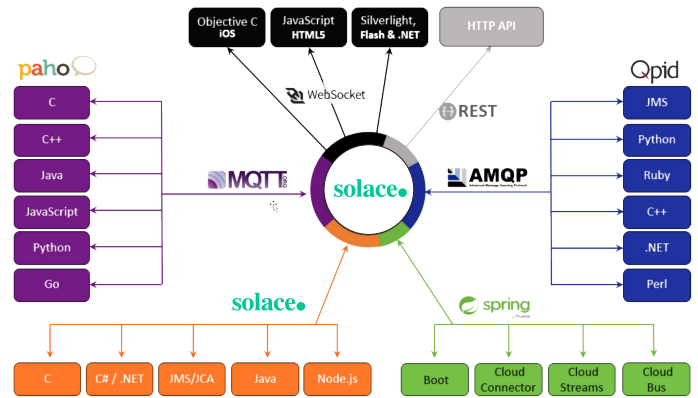 Objective C
iOS
JavaScript
HTML5
Silverlight,
Flash & .NET
HTTP API
WebSocket
REST
paho
C
C++
Java
JavaScript
Python
Go
MQTT
.ORG
solace.
AMQP
Advanced Message Queuing Protocol
Qpid
JMS
Python
Ruby
C++
.NET
Perl
solace.
C
C# / .NET
JMS/JCA
Java
Node.js
spring
Boot
Cloud
Connector
Cloud
Streams
Cloud
Bus